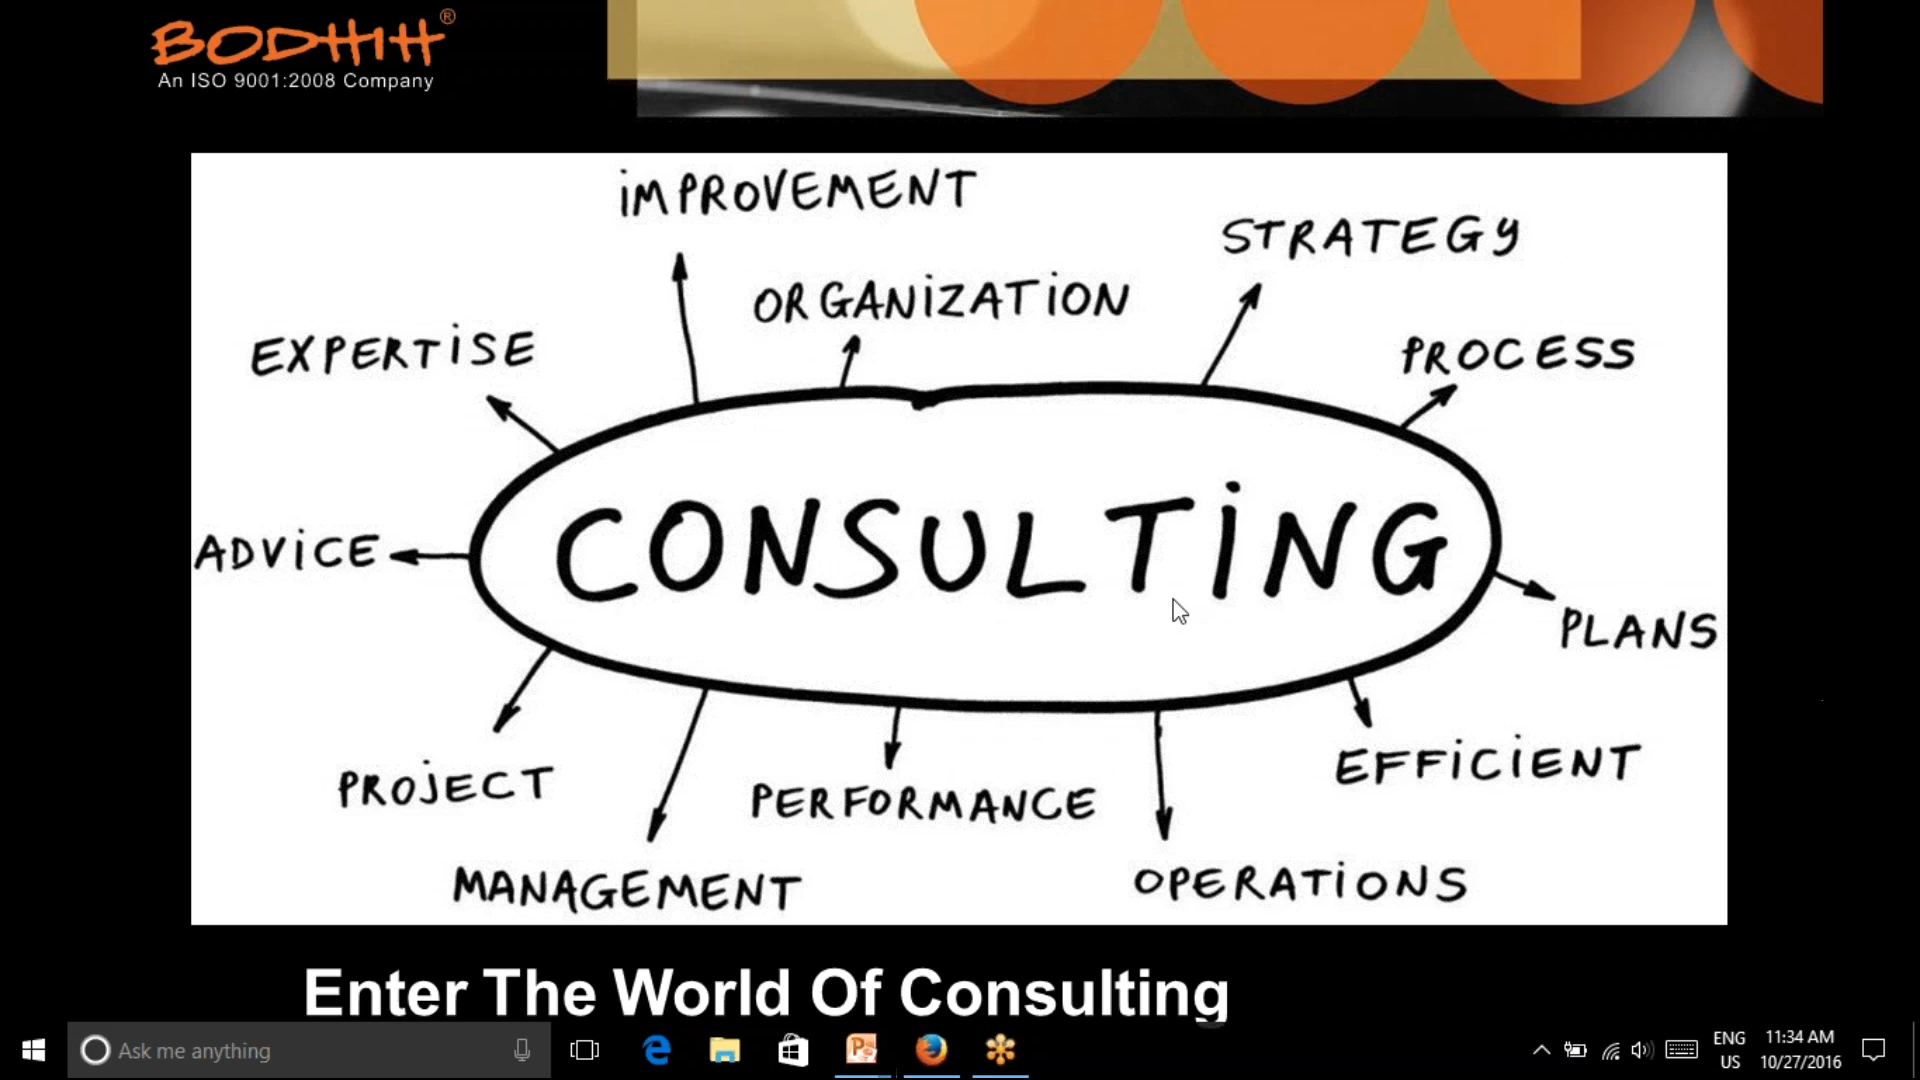 BODHIH®
An ISO 9001:2008 Company
iMPROVEMENT
STRATEGy
ORGANiZATiON
EXPERTiSE
PROCESS
CONSULTiNG
ADViCE
PLANS
PROjECT
PERFORMANCE
EFFiCiENT
MANAGEMENT
OPERATiONS
Enter The World Of Consulting
Ask me anything
ENG
US
11:34 AM
10/27/2016